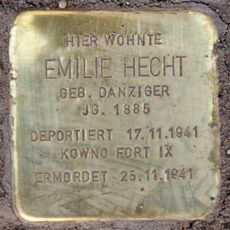 HIER WOHNTE
EMILIE HECHT
GEB. DANZIGER
JG. 1885
DEPORTIERT 17.11.1941
KOWNO FORT IX
ERMORDET 25.11.1941